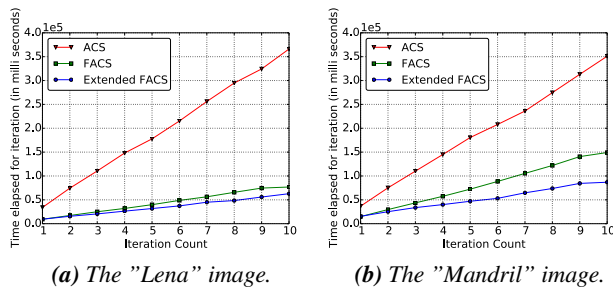 1e5
4.0
3.5
3.0
2.5
2.0
1.5
1.0
0.5
0.0
Time elapsed for iteration (in milli seconds)
ACS
FACS
Extended FACS
1 2 3 4 5 6 7 8 9 10
Iteration Count
(a) The ”Lena” image.
1e5
4.0
3.5
3.0
2.5
2.0
1.5
1.0
0.5
0.0
Time elapsed for iteration (in milli seconds)
ACS
FACS
Extended FACS
1 2 3 4 5 6 7 8 9 10
Iteration Count
(b) The ”Mandril” image.